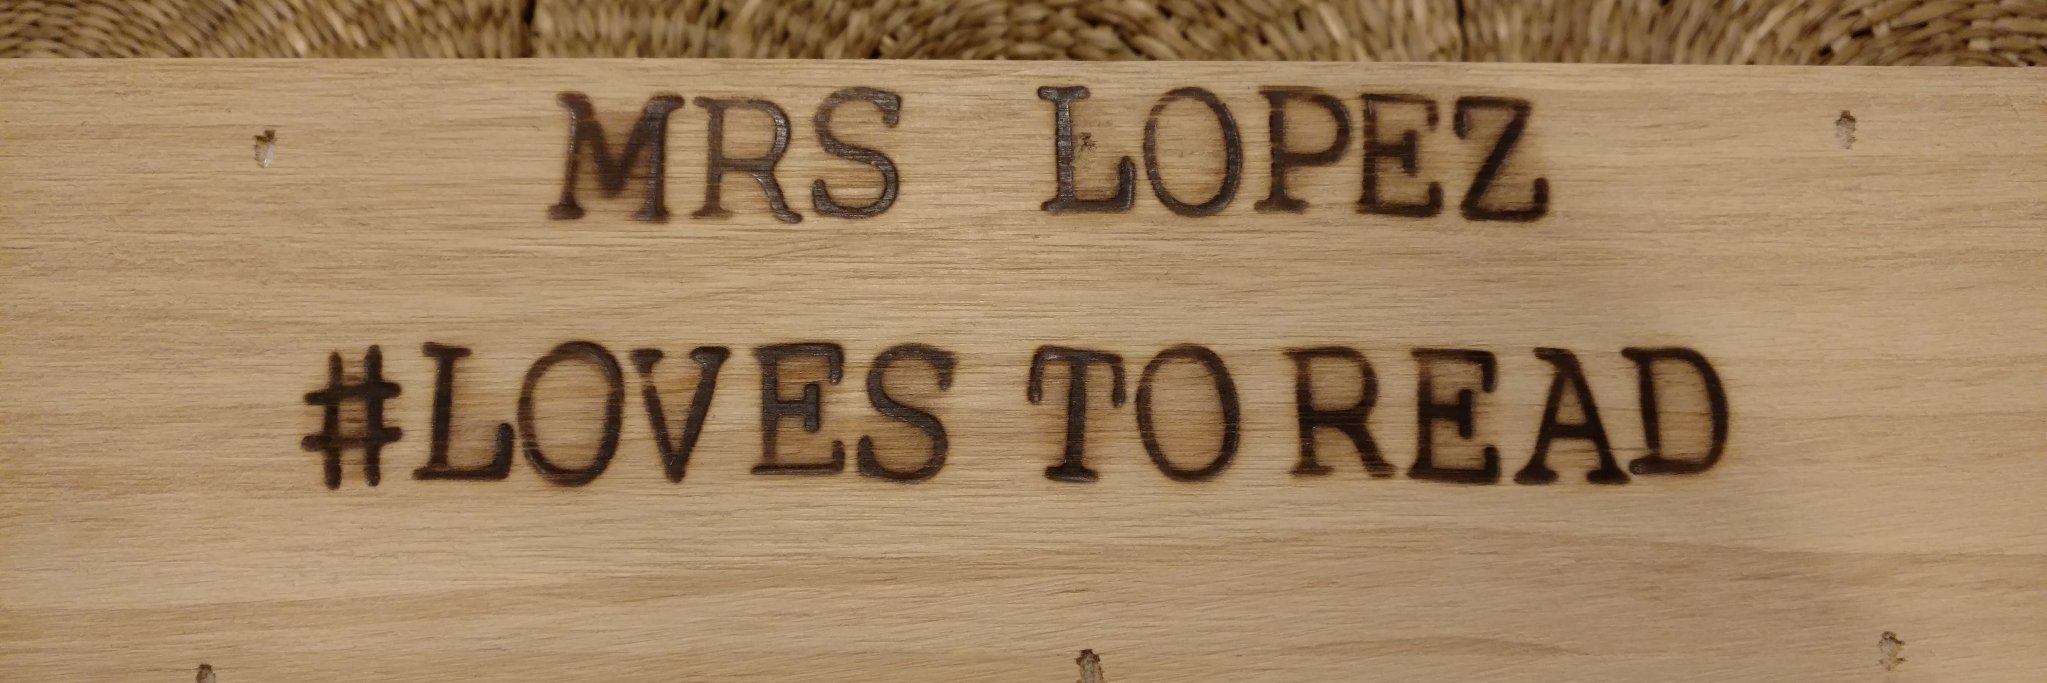 MRS LOPEZ
#LOVES TO READ